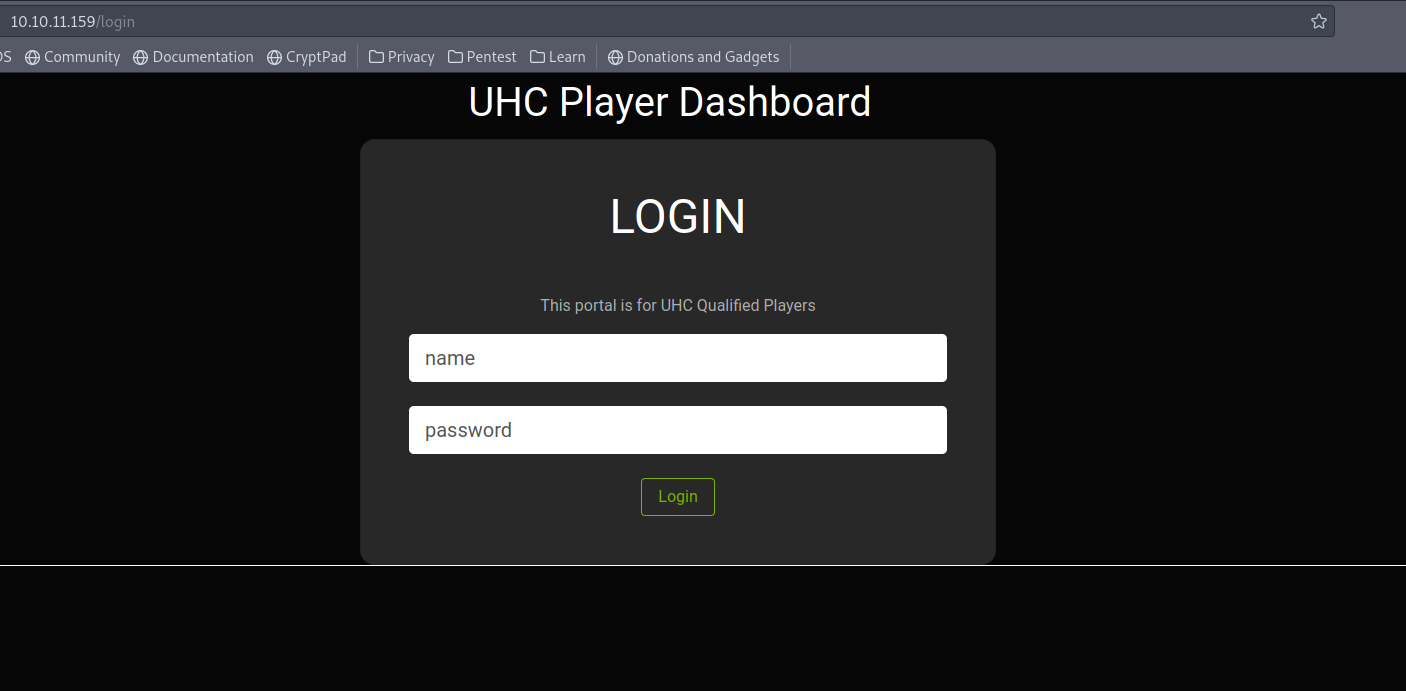 10.10.11.159/login
OS Community Documentation CryptPad Privacy Pentest Learn Donations and Gadgets
UHC Player Dashboard
LOGIN
This portal is for UHC Qualified Players
name
password
Login